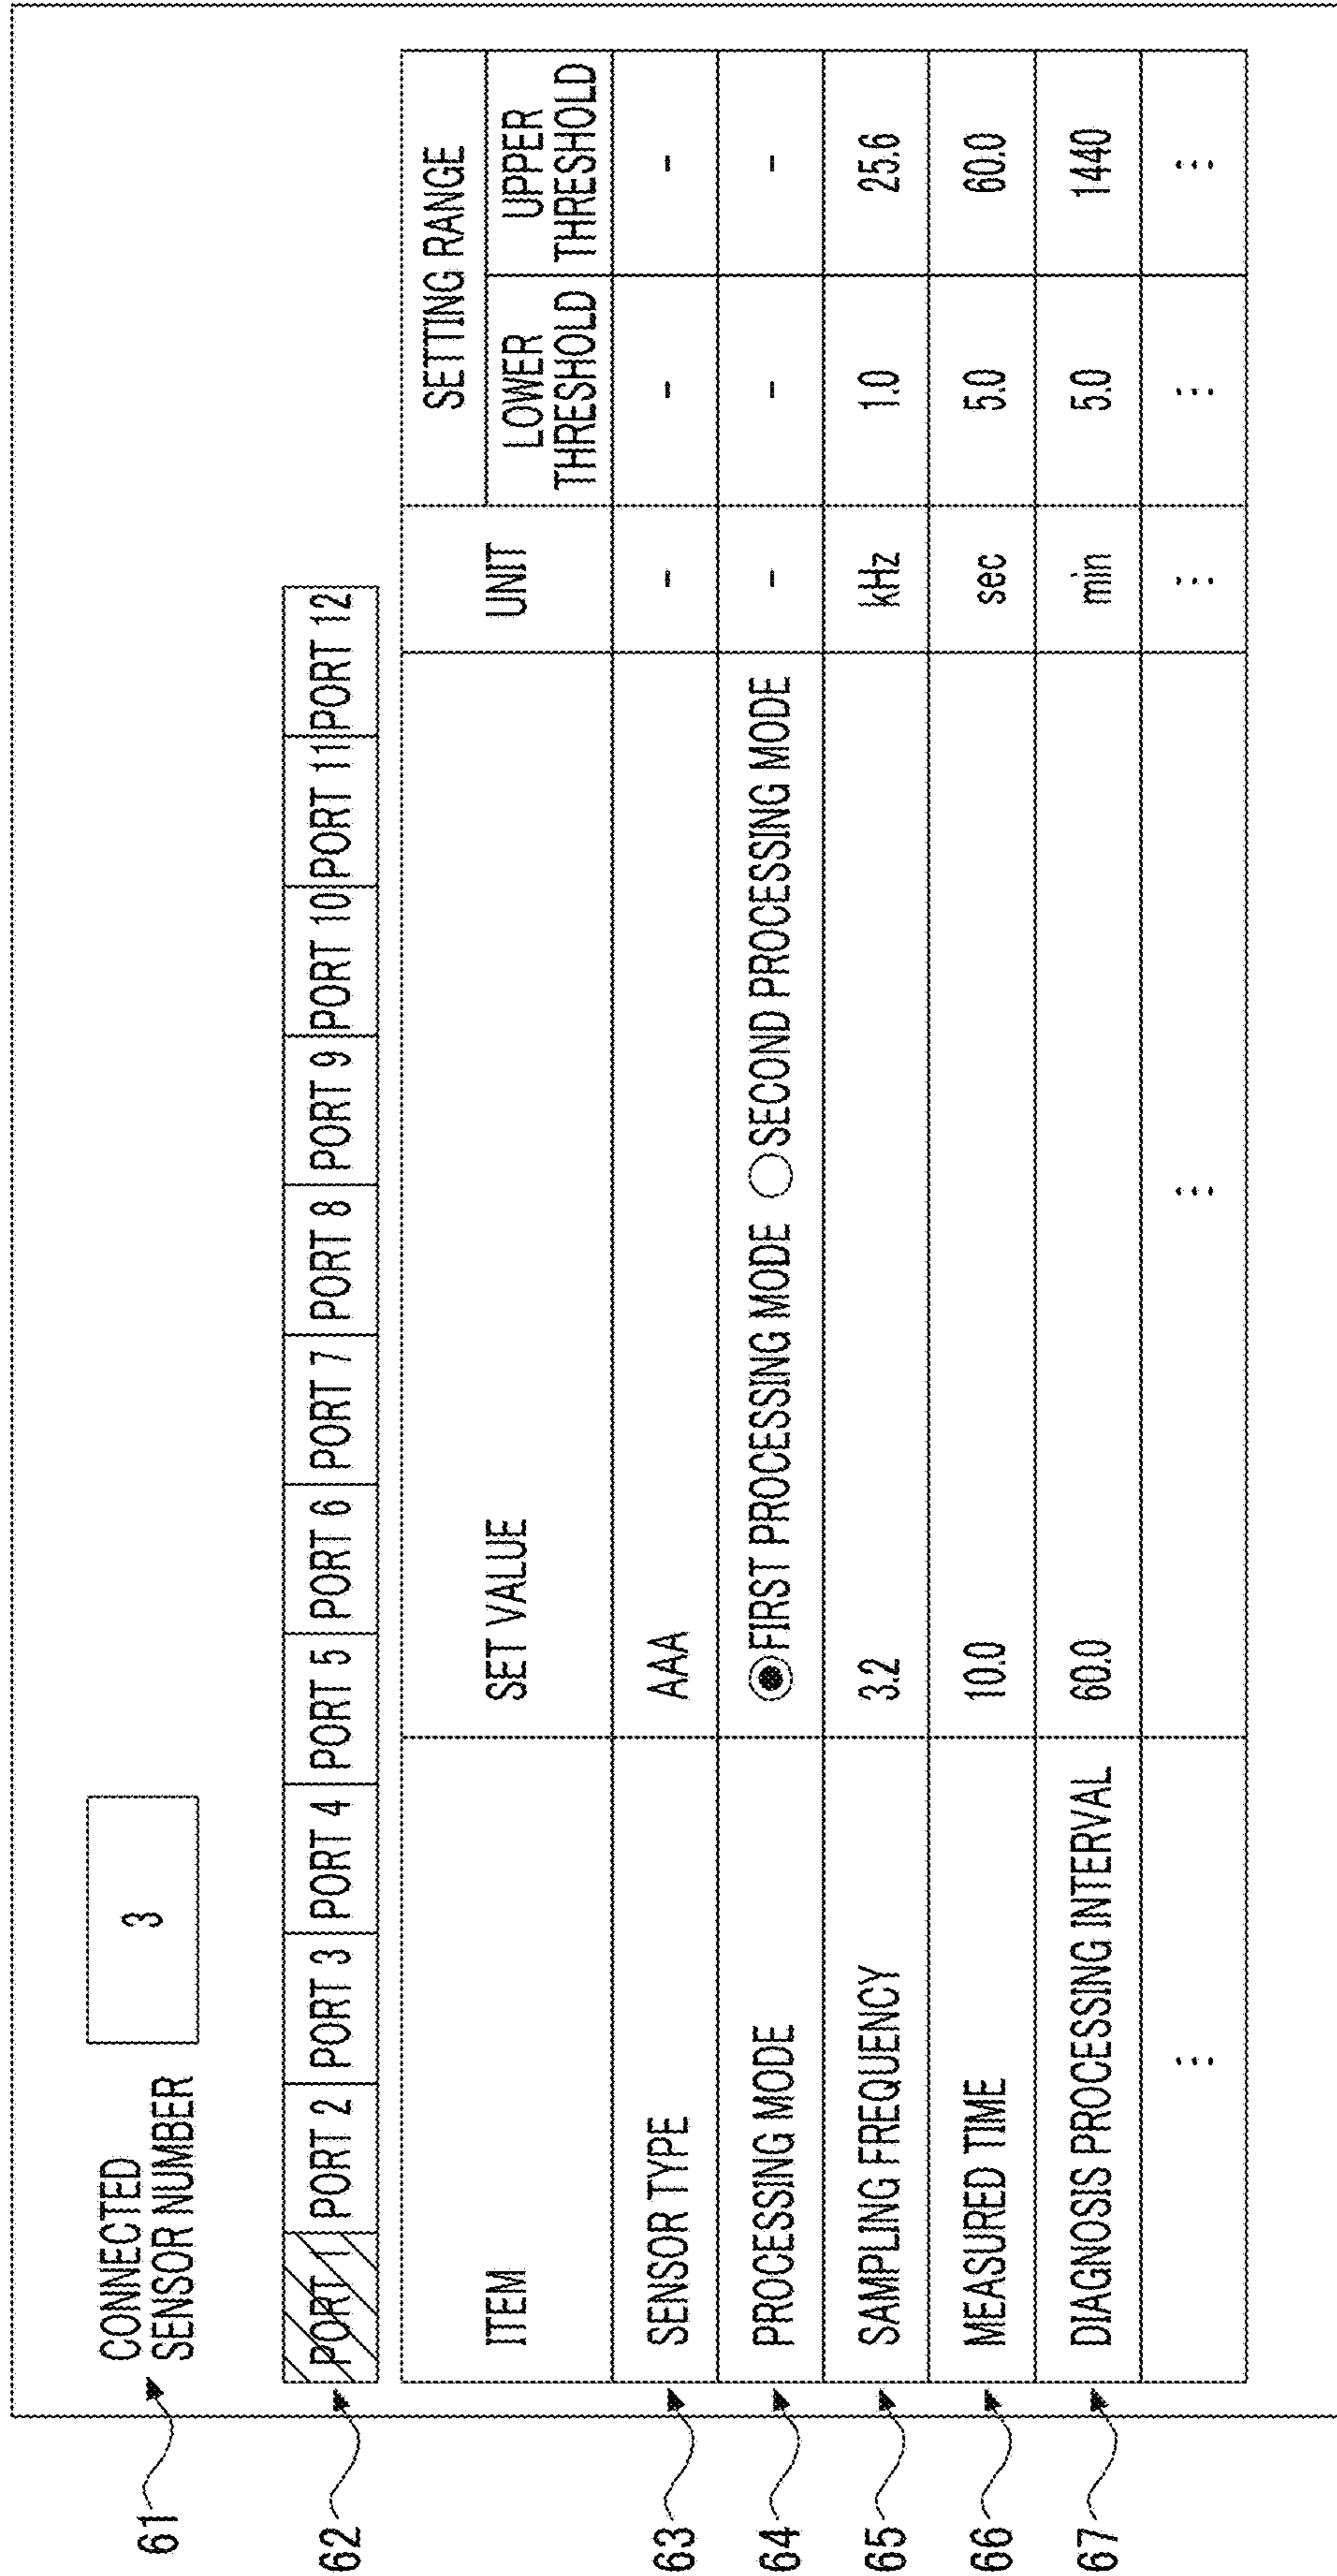 61
CONNECTED
SENSOR NUMBER
3
62
PORT 1 PORT 2 PORT 3 PORT 4 PORT 5 PORT 6 PORT 7 PORT 8 PORT 9 PORT 10 PORT 11 PORT 12
ITEM SET VALUE UNIT SETTING RANGE
LOWER THRESHOLD UPPER THRESHOLD
63 SENSOR TYPE AAA - - -
64 PROCESSING MODE FIRST PROCESSING MODE SECOND PROCESSING MODE - - -
65 SAMPLING FREQUENCY 3.2 kHz 1.0 25.6
66 MEASURED TIME 10.0 sec 5.0 60.0
67 DIAGNOSIS PROCESSING INTERVAL 60.0 min 5.0 1440
⋮ ⋮ ⋮ ⋮ ⋮